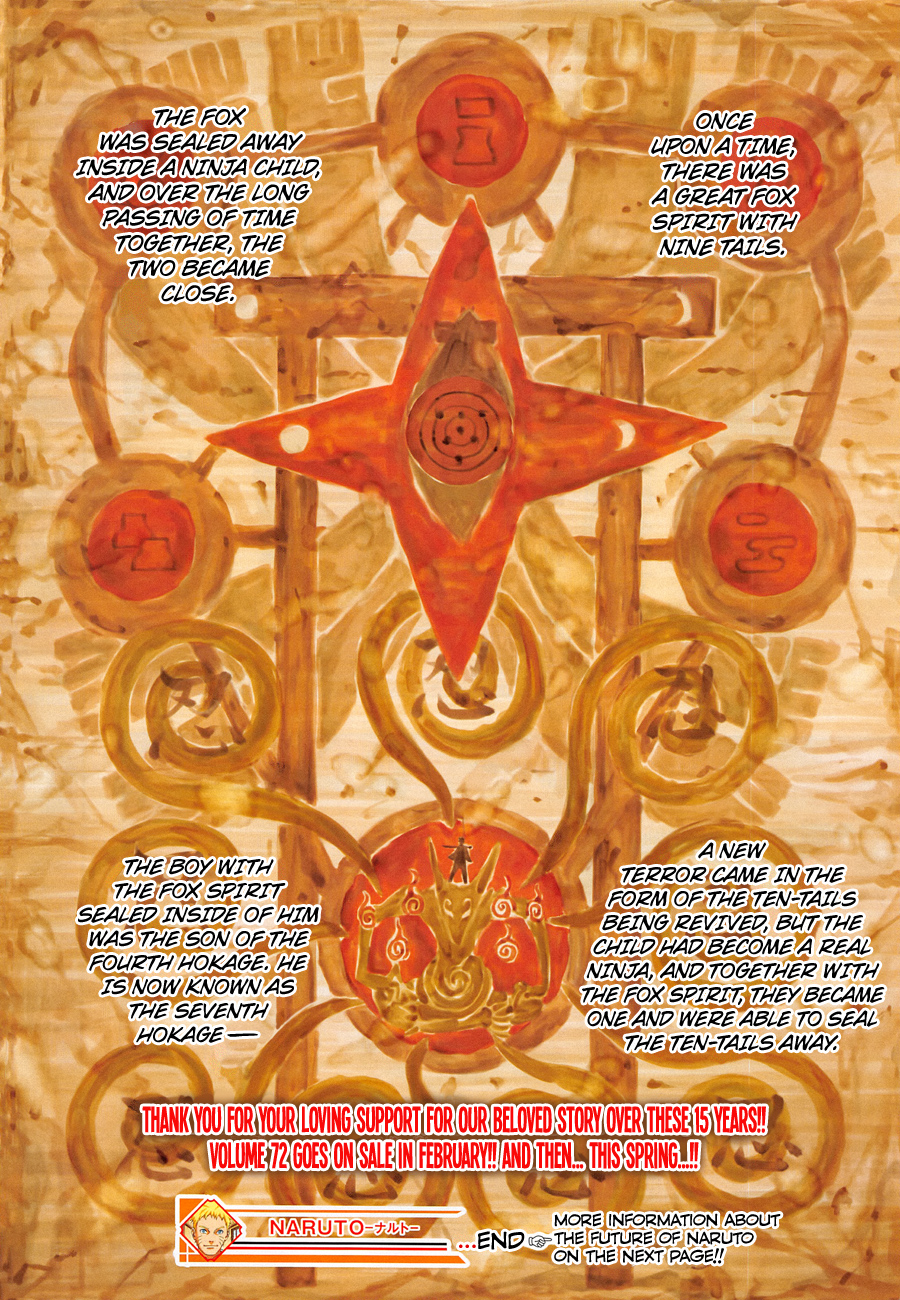 ONCE
UPON A TIME,
THERE WAS
A GREAT FOX
SPIRIT WITH
NINE TAILS.
THE FOX
WAS SEALED AWAY
INSIDE A NINJA CHILD,
AND OVER THE LONG
PASSING OF TIME
TOGETHER, THE
TWO BECAME
CLOSE.
忍
忍
忍
A NEW
TERROR CAME IN THE
FORM OF THE TEN-TAILS
BEING REVIVED, BUT THE
CHILD HAD BECOME A REAL
NINJA, AND TOGETHER WITH
THE FOX SPIRIT, THEY BECAME
ONE AND WERE ABLE TO SEAL
THE TEN-TAILS AWAY.
THE BOY WITH
THE FOX SPIRIT
SEALED INSIDE OF HIM
WAS THE SON OF THE
FOURTH HOKAGE. HE
IS NOW KNOWN AS
THE SEVENTH
HOKAGE —
THANK YOU FOR YOUR LOVING SUPPORT FOR OUR BELOVED STORY OVER THESE 15 YEARS!!
VOLUME 72 GOES ON SALE IN FEBRUARY!! AND THEN... THIS SPRING...!!
NARUTO—ナルト—
...END ☞
MORE INFORMATION ABOUT
THE FUTURE OF NARUTO
ON THE NEXT PAGE!!